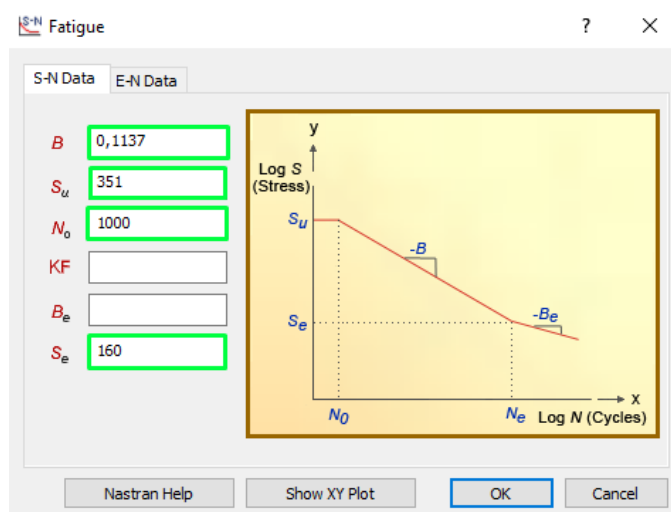 S-N Fatigue ? ×
S-N Data E-N Data
B 0,1137
Su 351
No 1000
KF
Be
Se 160
y
Log S
(Stress)
Su
-B
Se
-Be
x
N0 Ne Log N (Cycles)
Nastran Help Show XY Plot OK Cancel